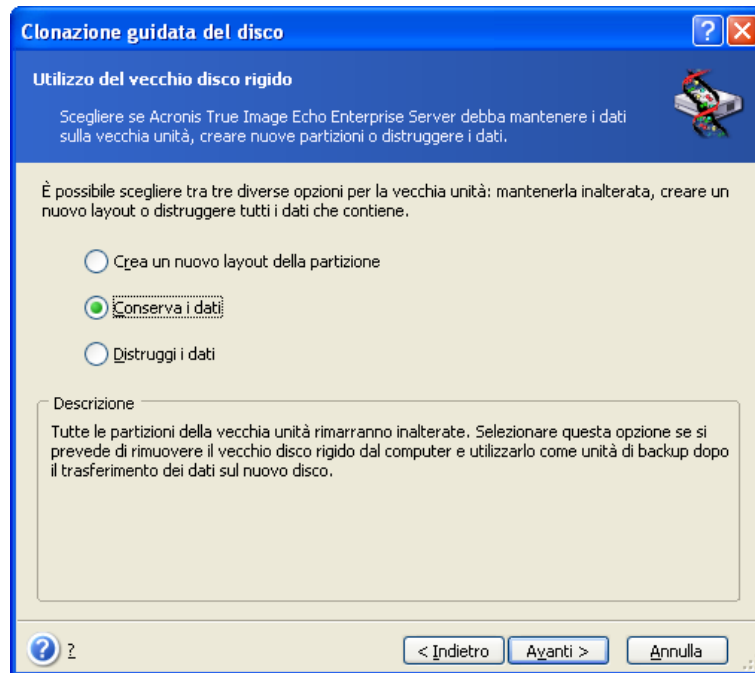 Clonazione guidata del disco
?
Utilizzo del vecchio disco rigido
Scegliere se Acronis True Image Echo Enterprise Server debba mantenere i dati
sulla vecchia unità, creare nuove partizioni o distruggere i dati.
È possibile scegliere tra tre diverse opzioni per la vecchia unità: mantenerla inalterata, creare un
nuovo layout o distruggere tutti i dati che contiene.
Crea un nuovo layout della partizione
Conserva i dati
Distruggi i dati
Descrizione
Tutte le partizioni della vecchia unità rimarranno inalterate. Selezionare questa opzione se si
prevede di rimuovere il vecchio disco rigido dal computer e utilizzarlo come unità di backup dopo
il trasferimento dei dati sul nuovo disco.
? ? < Indietro Avanti > Annulla